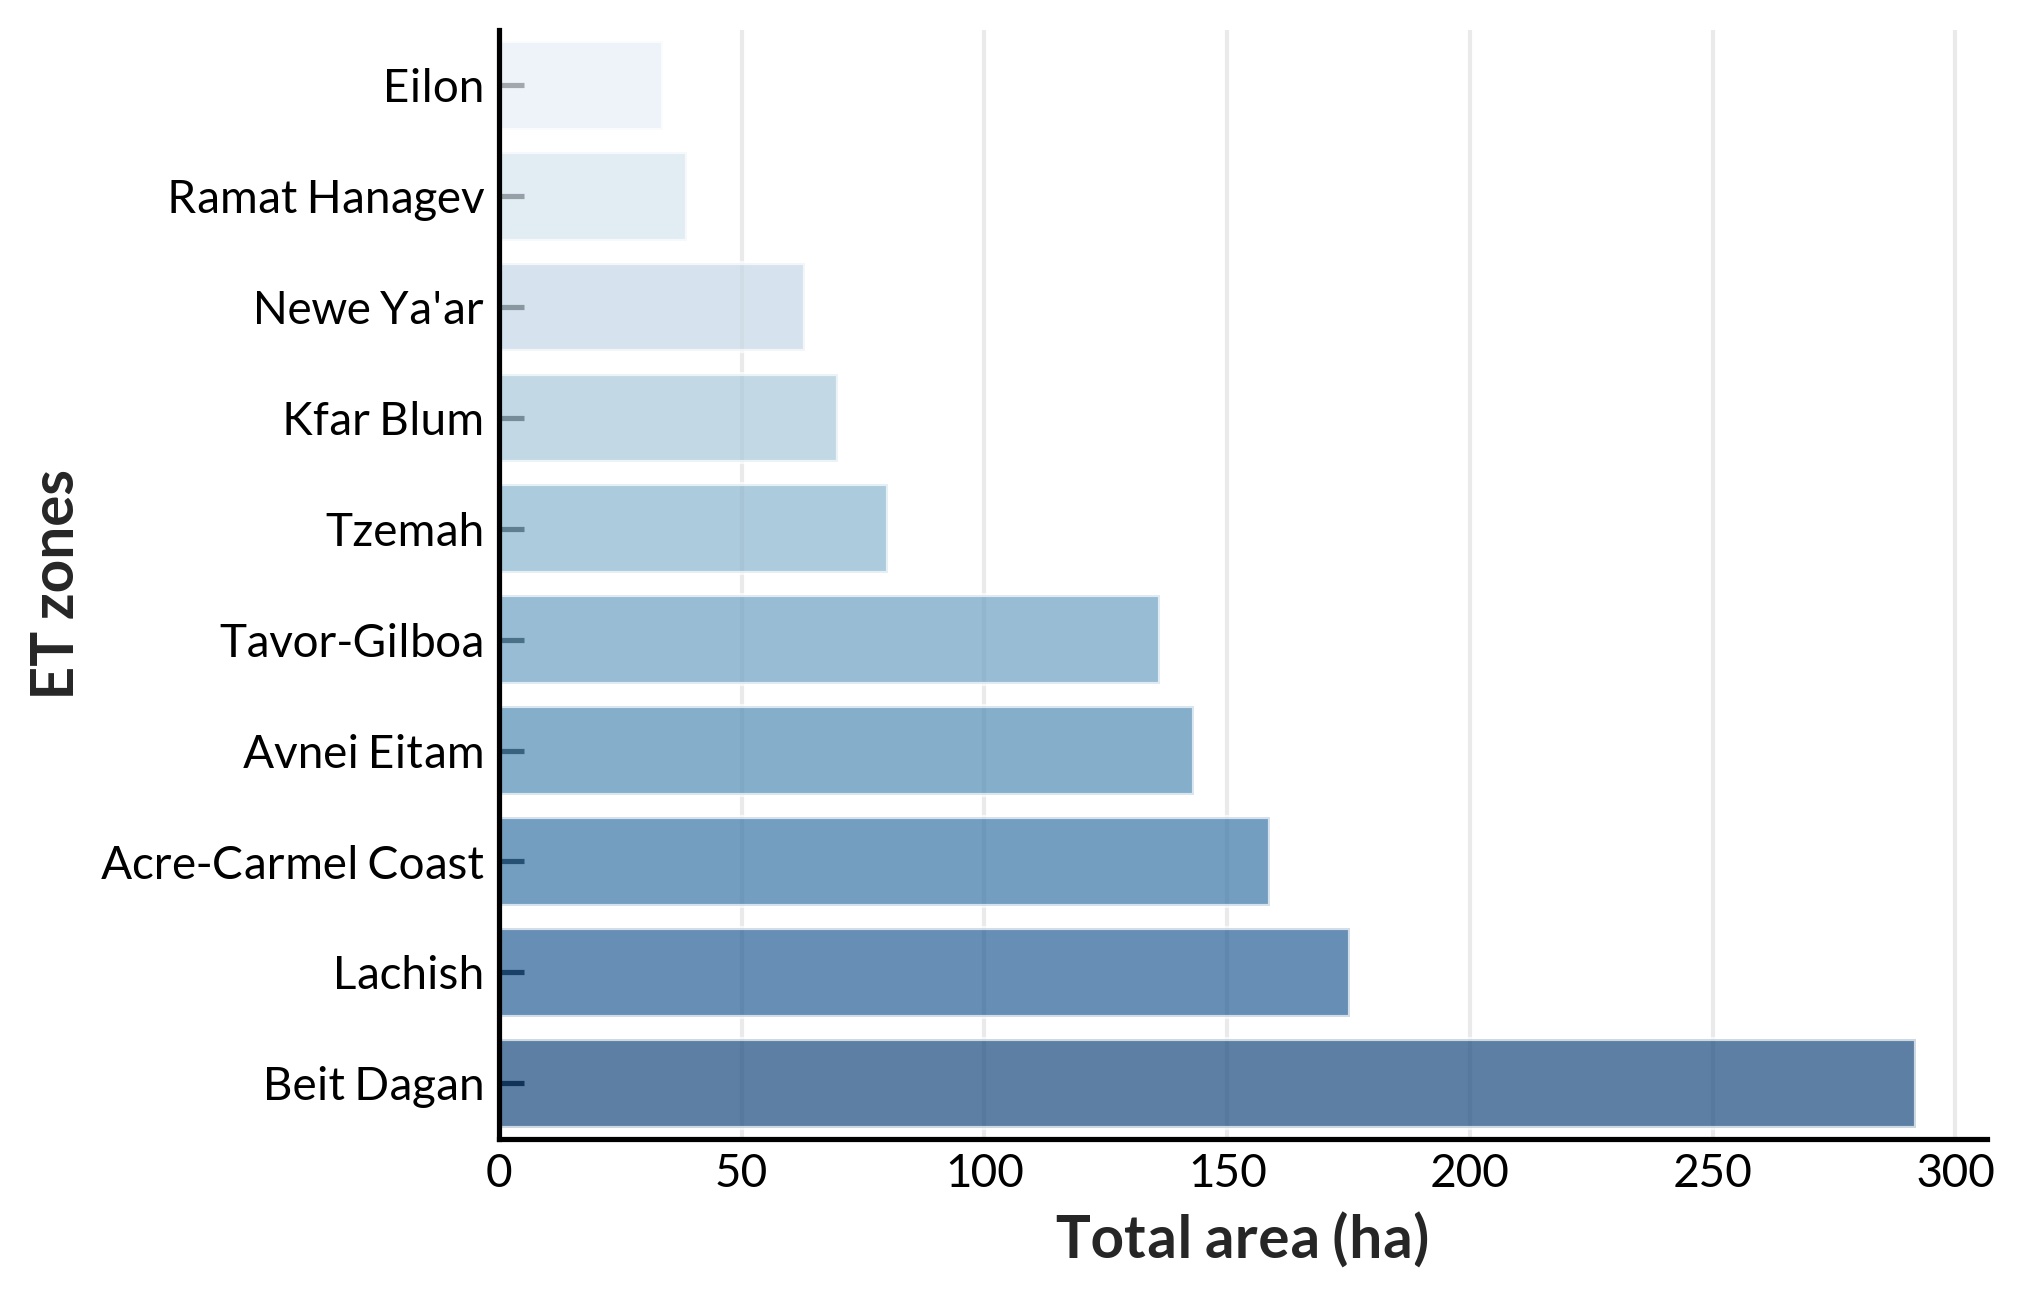 Eilon
Ramat Hanagev
Newe Ya'ar
Kfar Blum
Tzemah
Tavor-Gilboa
Avnei Eitam
Acre-Carmel Coast
Lachish
Beit Dagan
ET zones
0 50 100 150 200 250 300
Total area (ha)